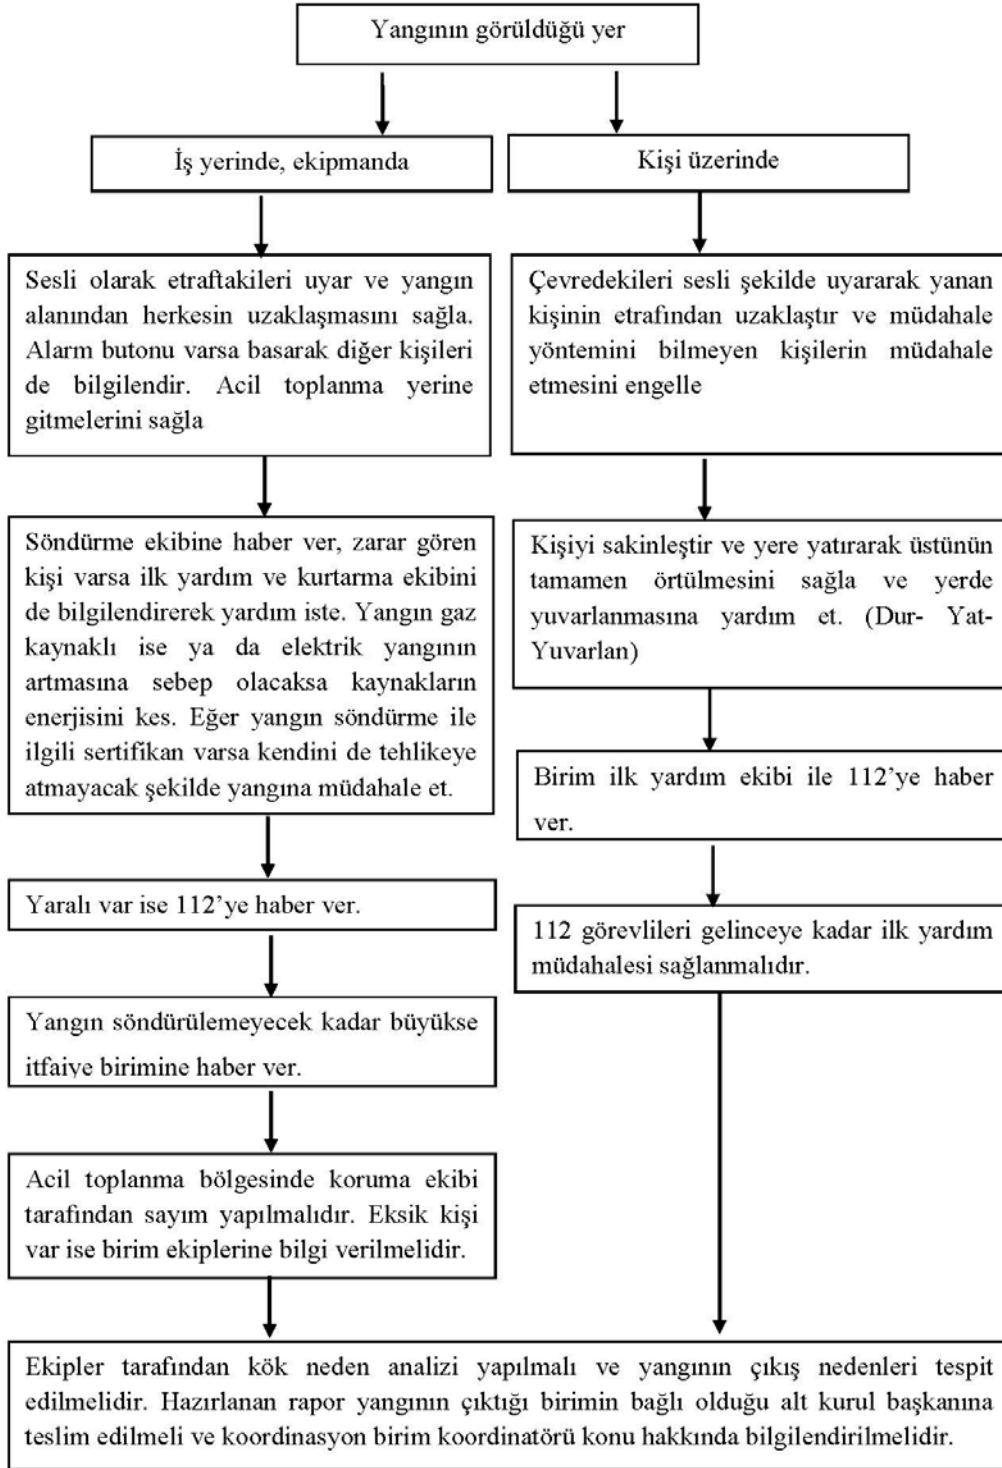 Yangının görüldüğü yer
İş yerinde, ekipmanda
Kişi üzerinde
Sesli olarak etraftakileri uyar ve yangın
alanından herkesin uzaklaşmasını sağla.
Alarm butonu varsa basarak diğer kişileri
de bilgilendir. Acil toplanma yerine
gitmelerini sağla
Çevredekileri sesli şekilde uyararak yanan
kişinin etrafından uzaklaştır ve müdahale
yöntemini bilmeyen kişilerin müdahale
etmesini engelle
Söndürme ekibine haber ver, zarar gören
kişi varsa ilk yardım ve kurtarma ekibini
de bilgilendirerek yardım iste. Yangın gaz
kaynaklı ise ya da elektrik yangının
artmasına sebep olacaksa kaynakların
enerjisini kes. Eğer yangın söndürme ile
ilgili sertifikan varsa kendini de tehlikeye
atmayacak şekilde yangına müdahale et.
Kişiyi sakinleştir ve yere yatırarak üstünün
tamamen örtülmesini sağla ve yerde
yuvarlanmasına yardım et. (Dur- Yat-
Yuvarlan)
Birim ilk yardım ekibi ile 112’ye haber
ver.
Yaralı var ise 112’ye haber ver.
112 görevlileri gelinceye kadar ilk yardım
müdahalesi sağlanmalıdır.
Yangın söndürülemeyecek kadar büyükse
itfaiye birimine haber ver.
Acil toplanma bölgesinde koruma ekibi
tarafından sayım yapılmalıdır. Eksik kişi
var ise birim ekiplerine bilgi verilmelidir.
Ekipler tarafından kök neden analizi yapılmalı ve yangının çıkış nedenleri tespit
edilmelidir. Hazırlanan rapor yangının çıktığı birimin bağlı olduğu alt kurul başkanına
teslim edilmeli ve koordinasyon birim koordinatörü konu hakkında bilgilendirilmelidir.